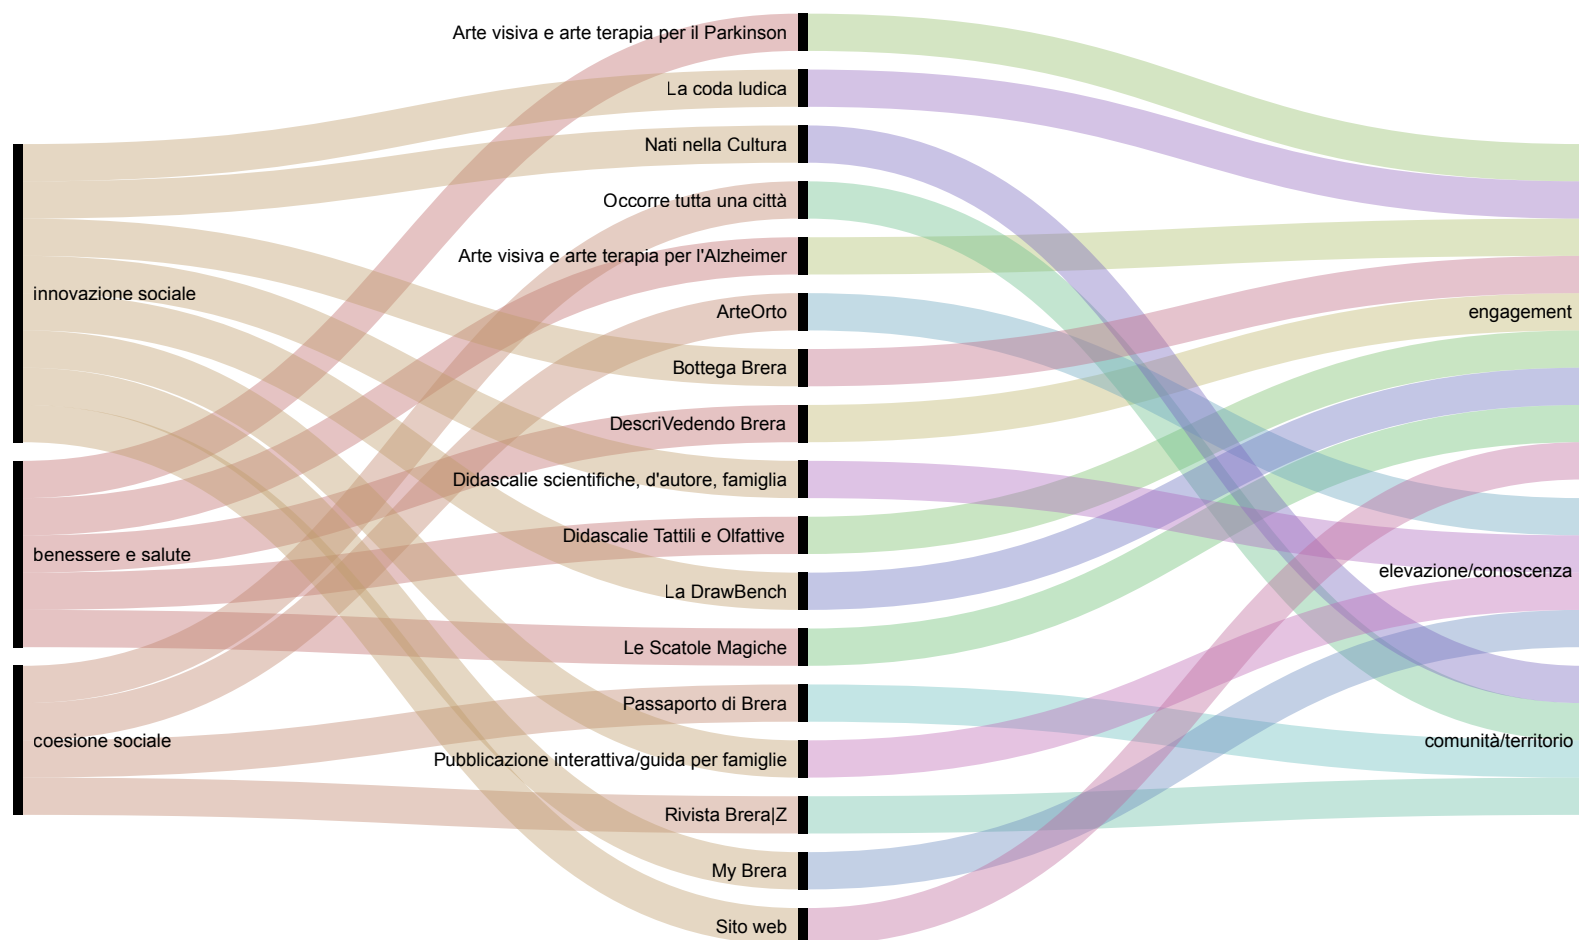 innovazione sociale
benessere e salute
coesione sociale
Arte visiva e arte terapia per il Parkinson
La coda ludica
Nati nella Cultura
Occorre tutta una città
Arte visiva e arte terapia per l'Alzheimer
ArteOrto
Bottega Brera
DescriVedendo Brera
Didascalie scientifiche, d'autore, famiglia
Didascalie Tattili e Olfattive
La DrawBench
Le Scatole Magiche
Passaporto di Brera
Pubblicazione interattiva/guida per famiglie
Rivista Brera|Z
My Brera
Sito web
engagement
elevazione/conoscenza
comunità/territorio